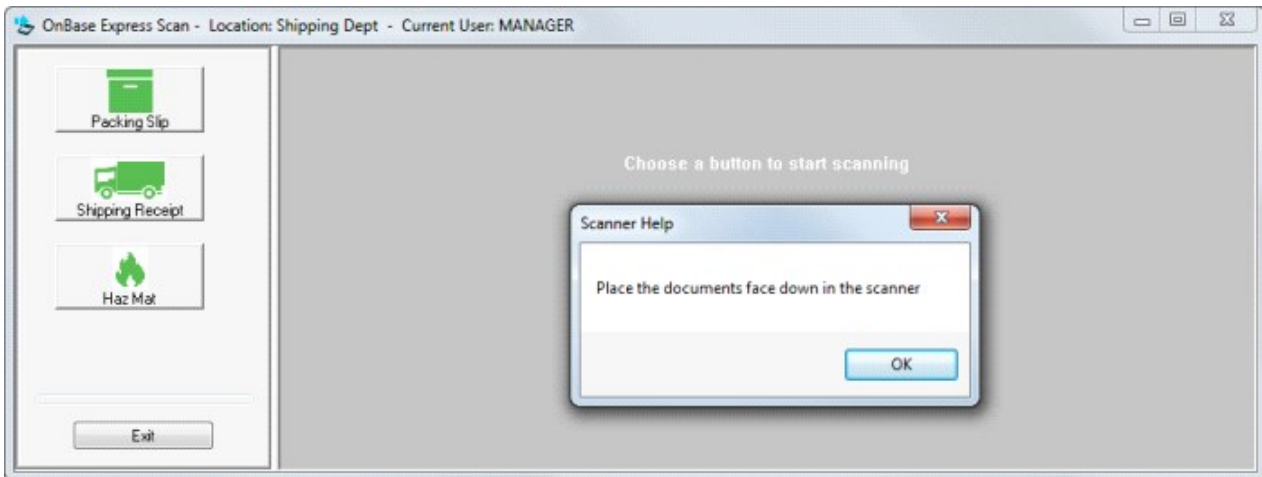 OnBase Express Scan - Location: Shipping Dept - Current User: MANAGER
Packing Slip
Shipping Receipt
Haz Mat
Exit
Choose a button to start scanning
Scanner Help
Place the documents face down in the scanner
OK